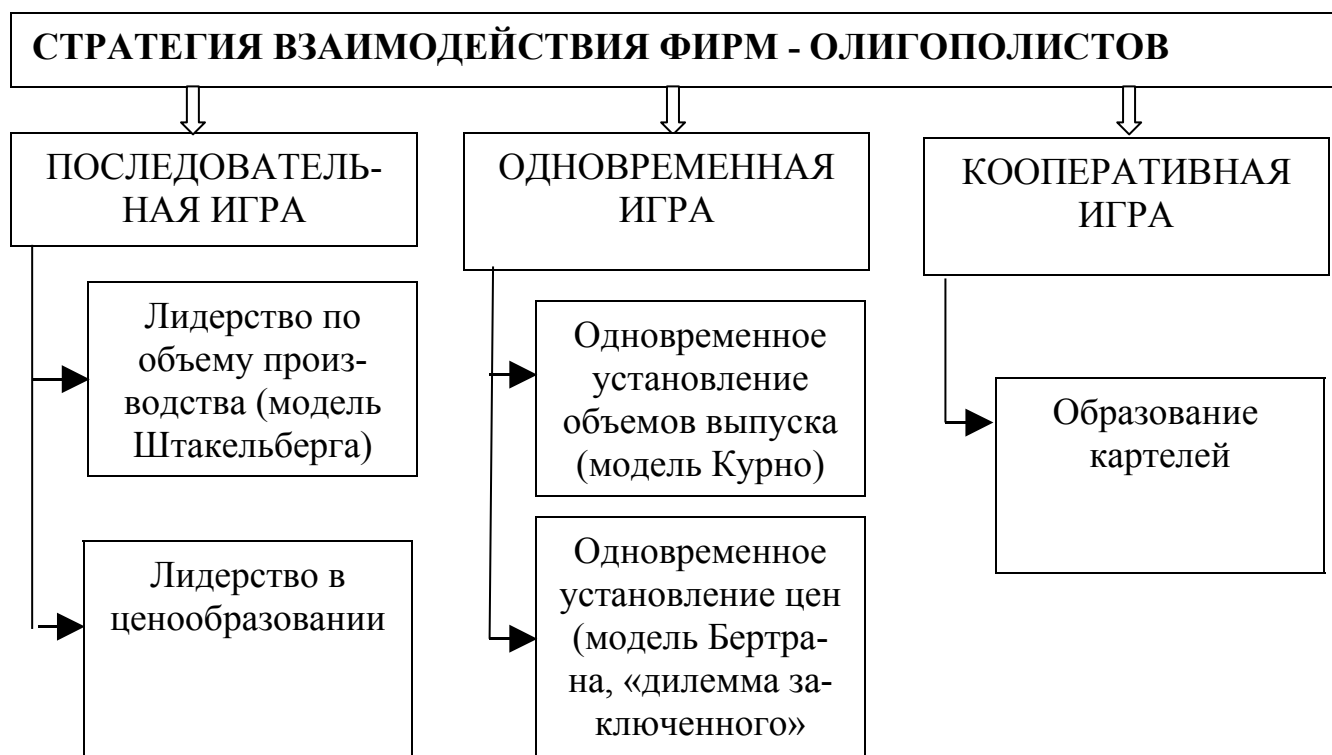 СТРАТЕГИЯ ВЗАИМОДЕЙСТВИЯ ФИРМ - ОЛИГОПОЛИСТОВ
ПОСЛЕДОВАТЕЛЬ-
НАЯ ИГРА
Лидерство по
объему произ-
водства (модель
Штакельберга)
Лидерство в
ценообразовании
ОДНОВРЕМЕННАЯ
ИГРА
Одновременное
установление
объемов выпуска
(модель Курно)
Одновременное
установление цен
(модель Бертра-
на, «дилемма за-
ключенного»
КООПЕРАТИВНАЯ
ИГРА
Образование
картелей